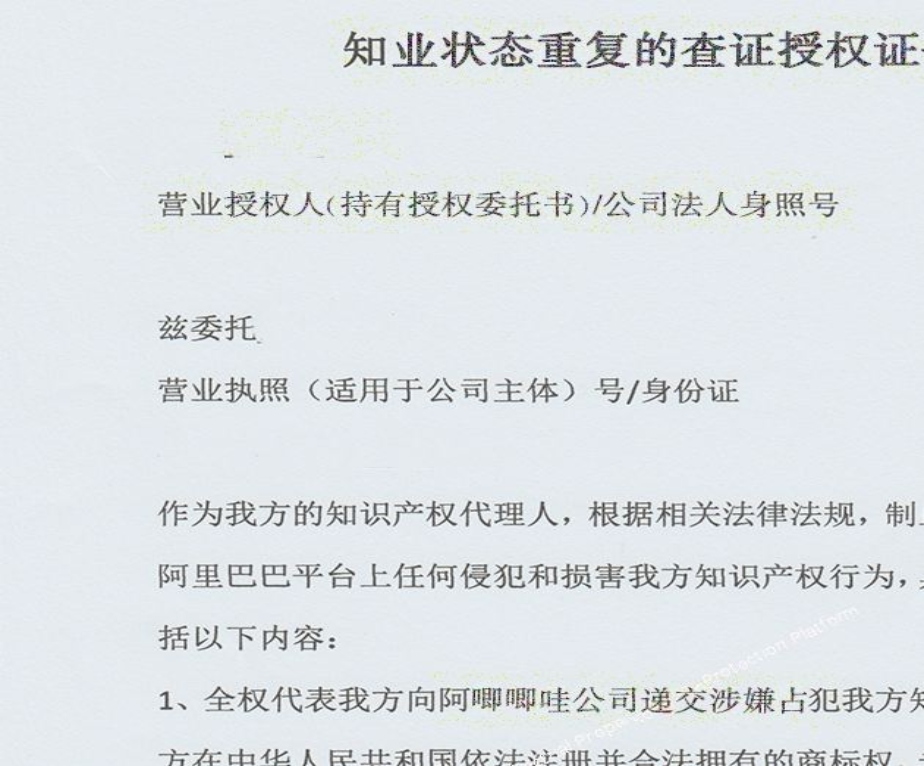 知业状态重复的查证授权证
营业授权人(持有授权委托书)/公司法人身照号
兹委托
营业执照（适用于公司主体）号/身份证
作为我方的知识产权代理人，根据相关法律法规，制
阿里巴巴平台上任何侵犯和损害我方知识产权行为，
括以下内容：
1、全权代表我方向阿唧唧哇公司递交涉嫌占犯我方知
方在中华人民共和国依法注册并合法拥有的商标权
Protection Platform